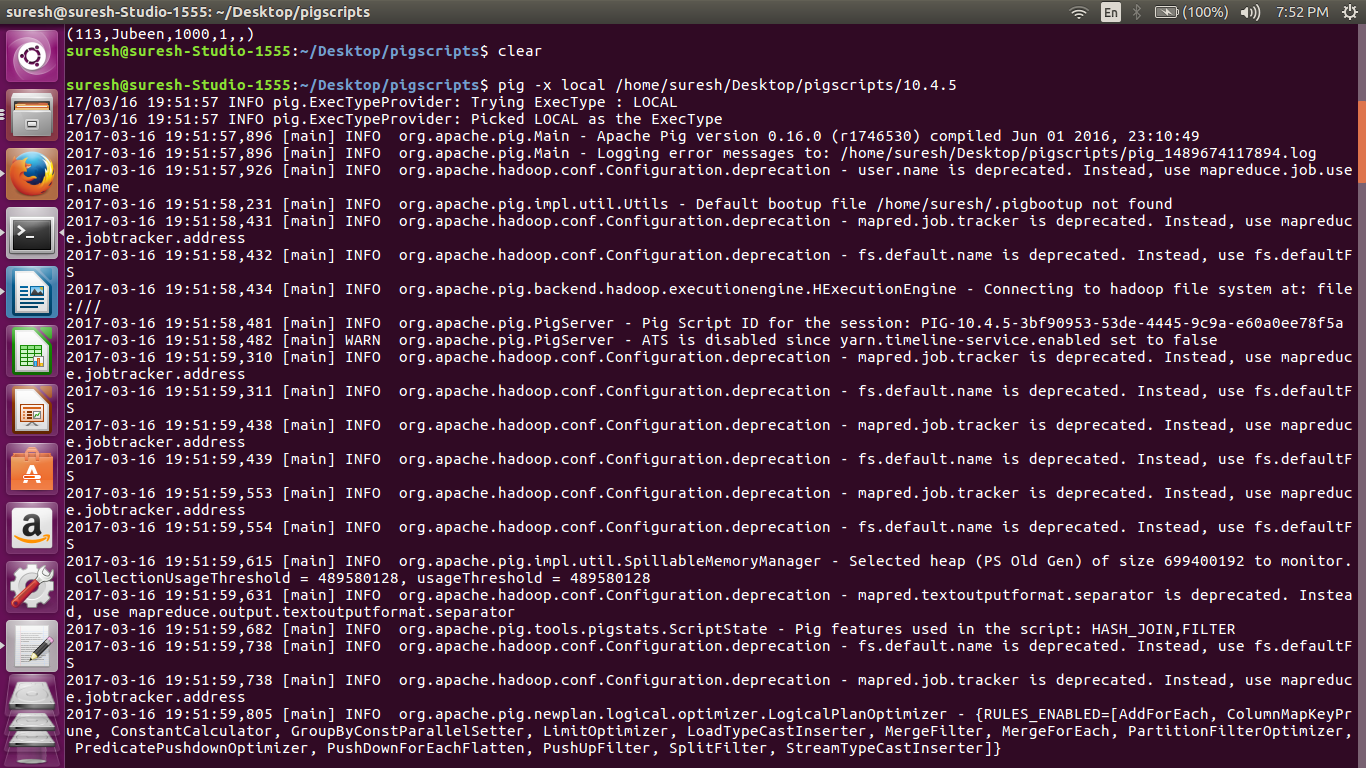 suresh@suresh-Studio-1555: ~/Desktop/pigscripts
En
(100%)
7:52 PM
(113,Jubeen,1000,1,,)
suresh@suresh-Studio-1555:~/Desktop/pigscripts$ clear
suresh@suresh-Studio-1555:~/Desktop/pigscripts$ pig -x local /home/suresh/Desktop/pigscripts/10.4.5
17/03/16 19:51:57 INFO pig.ExecTypeProvider: Trying ExecType : LOCAL
17/03/16 19:51:57 INFO pig.ExecTypeProvider: Picked LOCAL as the ExecType
2017-03-16 19:51:57,896 [main] INFO  org.apache.pig.Main - Apache Pig version 0.16.0 (r1746530) compiled Jun 01 2016, 23:10:49
2017-03-16 19:51:57,896 [main] INFO  org.apache.pig.Main - Logging error messages to: /home/suresh/Desktop/pigscripts/pig_1489674117894.log
2017-03-16 19:51:57,926 [main] INFO  org.apache.hadoop.conf.Configuration.deprecation - user.name is deprecated. Instead, use mapreduce.job.use
r.name
2017-03-16 19:51:58,231 [main] INFO  org.apache.pig.impl.util.Utils - Default bootup file /home/suresh/.pigbootup not found
2017-03-16 19:51:58,431 [main] INFO  org.apache.hadoop.conf.Configuration.deprecation - mapred.job.tracker is deprecated. Instead, use mapreduc
e.jobtracker.address
2017-03-16 19:51:58,432 [main] INFO  org.apache.hadoop.conf.Configuration.deprecation - fs.default.name is deprecated. Instead, use fs.defaultF
S
2017-03-16 19:51:58,434 [main] INFO  org.apache.pig.backend.hadoop.executionengine.HExecutionEngine - Connecting to hadoop file system at: file
:///
2017-03-16 19:51:58,481 [main] INFO  org.apache.pig.PigServer - Pig Script ID for the session: PIG-10.4.5-3bf90953-53de-4445-9c9a-e60a0ee78f5a
2017-03-16 19:51:58,482 [main] WARN  org.apache.pig.PigServer - ATS is disabled since yarn.timeline-service.enabled set to false
2017-03-16 19:51:59,310 [main] INFO  org.apache.hadoop.conf.Configuration.deprecation - mapred.job.tracker is deprecated. Instead, use mapreduc
e.jobtracker.address
2017-03-16 19:51:59,311 [main] INFO  org.apache.hadoop.conf.Configuration.deprecation - fs.default.name is deprecated. Instead, use fs.defaultF
S
2017-03-16 19:51:59,438 [main] INFO  org.apache.hadoop.conf.Configuration.deprecation - mapred.job.tracker is deprecated. Instead, use mapreduc
e.jobtracker.address
2017-03-16 19:51:59,439 [main] INFO  org.apache.hadoop.conf.Configuration.deprecation - fs.default.name is deprecated. Instead, use fs.defaultF
S
2017-03-16 19:51:59,553 [main] INFO  org.apache.hadoop.conf.Configuration.deprecation - mapred.job.tracker is deprecated. Instead, use mapreduc
e.jobtracker.address
2017-03-16 19:51:59,554 [main] INFO  org.apache.hadoop.conf.Configuration.deprecation - fs.default.name is deprecated. Instead, use fs.defaultF
S
2017-03-16 19:51:59,615 [main] INFO  org.apache.pig.impl.util.SpillableMemoryManager - Selected heap (PS Old Gen) of size 699400192 to monitor.
 collectionUsageThreshold = 489580128, usageThreshold = 489580128
2017-03-16 19:51:59,631 [main] INFO  org.apache.hadoop.conf.Configuration.deprecation - mapred.textoutputformat.separator is deprecated. Instea
d, use mapreduce.output.textoutputformat.separator
2017-03-16 19:51:59,682 [main] INFO  org.apache.pig.tools.pigstats.ScriptState - Pig features used in the script: HASH_JOIN,FILTER
2017-03-16 19:51:59,738 [main] INFO  org.apache.hadoop.conf.Configuration.deprecation - fs.default.name is deprecated. Instead, use fs.defaultF
S
2017-03-16 19:51:59,738 [main] INFO  org.apache.hadoop.conf.Configuration.deprecation - mapred.job.tracker is deprecated. Instead, use mapreduc
e.jobtracker.address
2017-03-16 19:51:59,805 [main] INFO  org.apache.pig.newplan.logical.optimizer.LogicalPlanOptimizer - {RULES_ENABLED=[AddForEach, ColumnMapKeyPr
une, ConstantCalculator, GroupByConstParallelSetter, LimitOptimizer, LoadTypeCastInserter, MergeFilter, MergeForEach, PartitionFilterOptimizer,
 PredicatePushdownOptimizer, PushDownForEachFlatten, PushUpFilter, SplitFilter, StreamTypeCastInserter]}